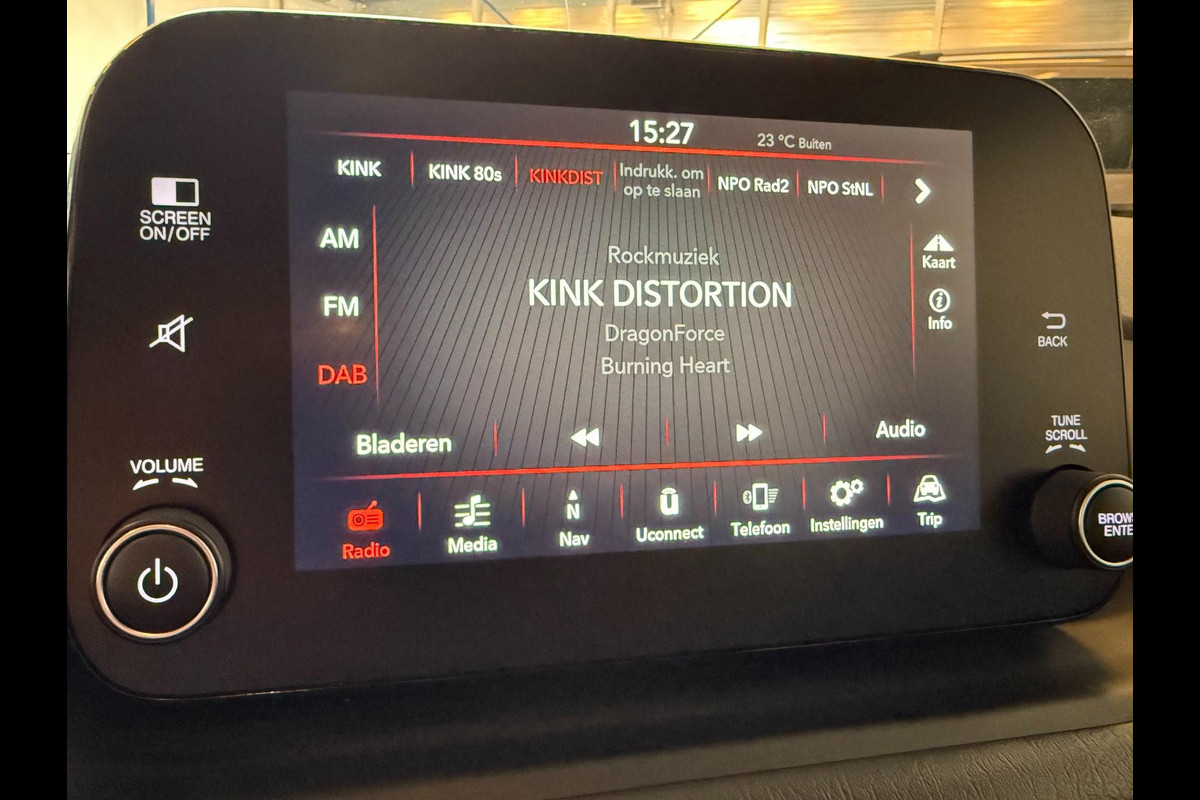 15:27
23 °C Buiten
KINK
KINK 80s
KINKDIST
Indrukk. om
op te slaan
NPO Rad2
NPO StNL
SCREEN
ON/OFF
AM
FM
DAB
Rockmuziek
KINK DISTORTION
DragonForce
Burning Heart
Kaart
Info
BACK
TUNE
SCROLL
Bladeren
Audio
VOLUME
Radio
Media
N
Nav
Uconnect
Telefoon
Instellingen
Trip
BROW
ENTE